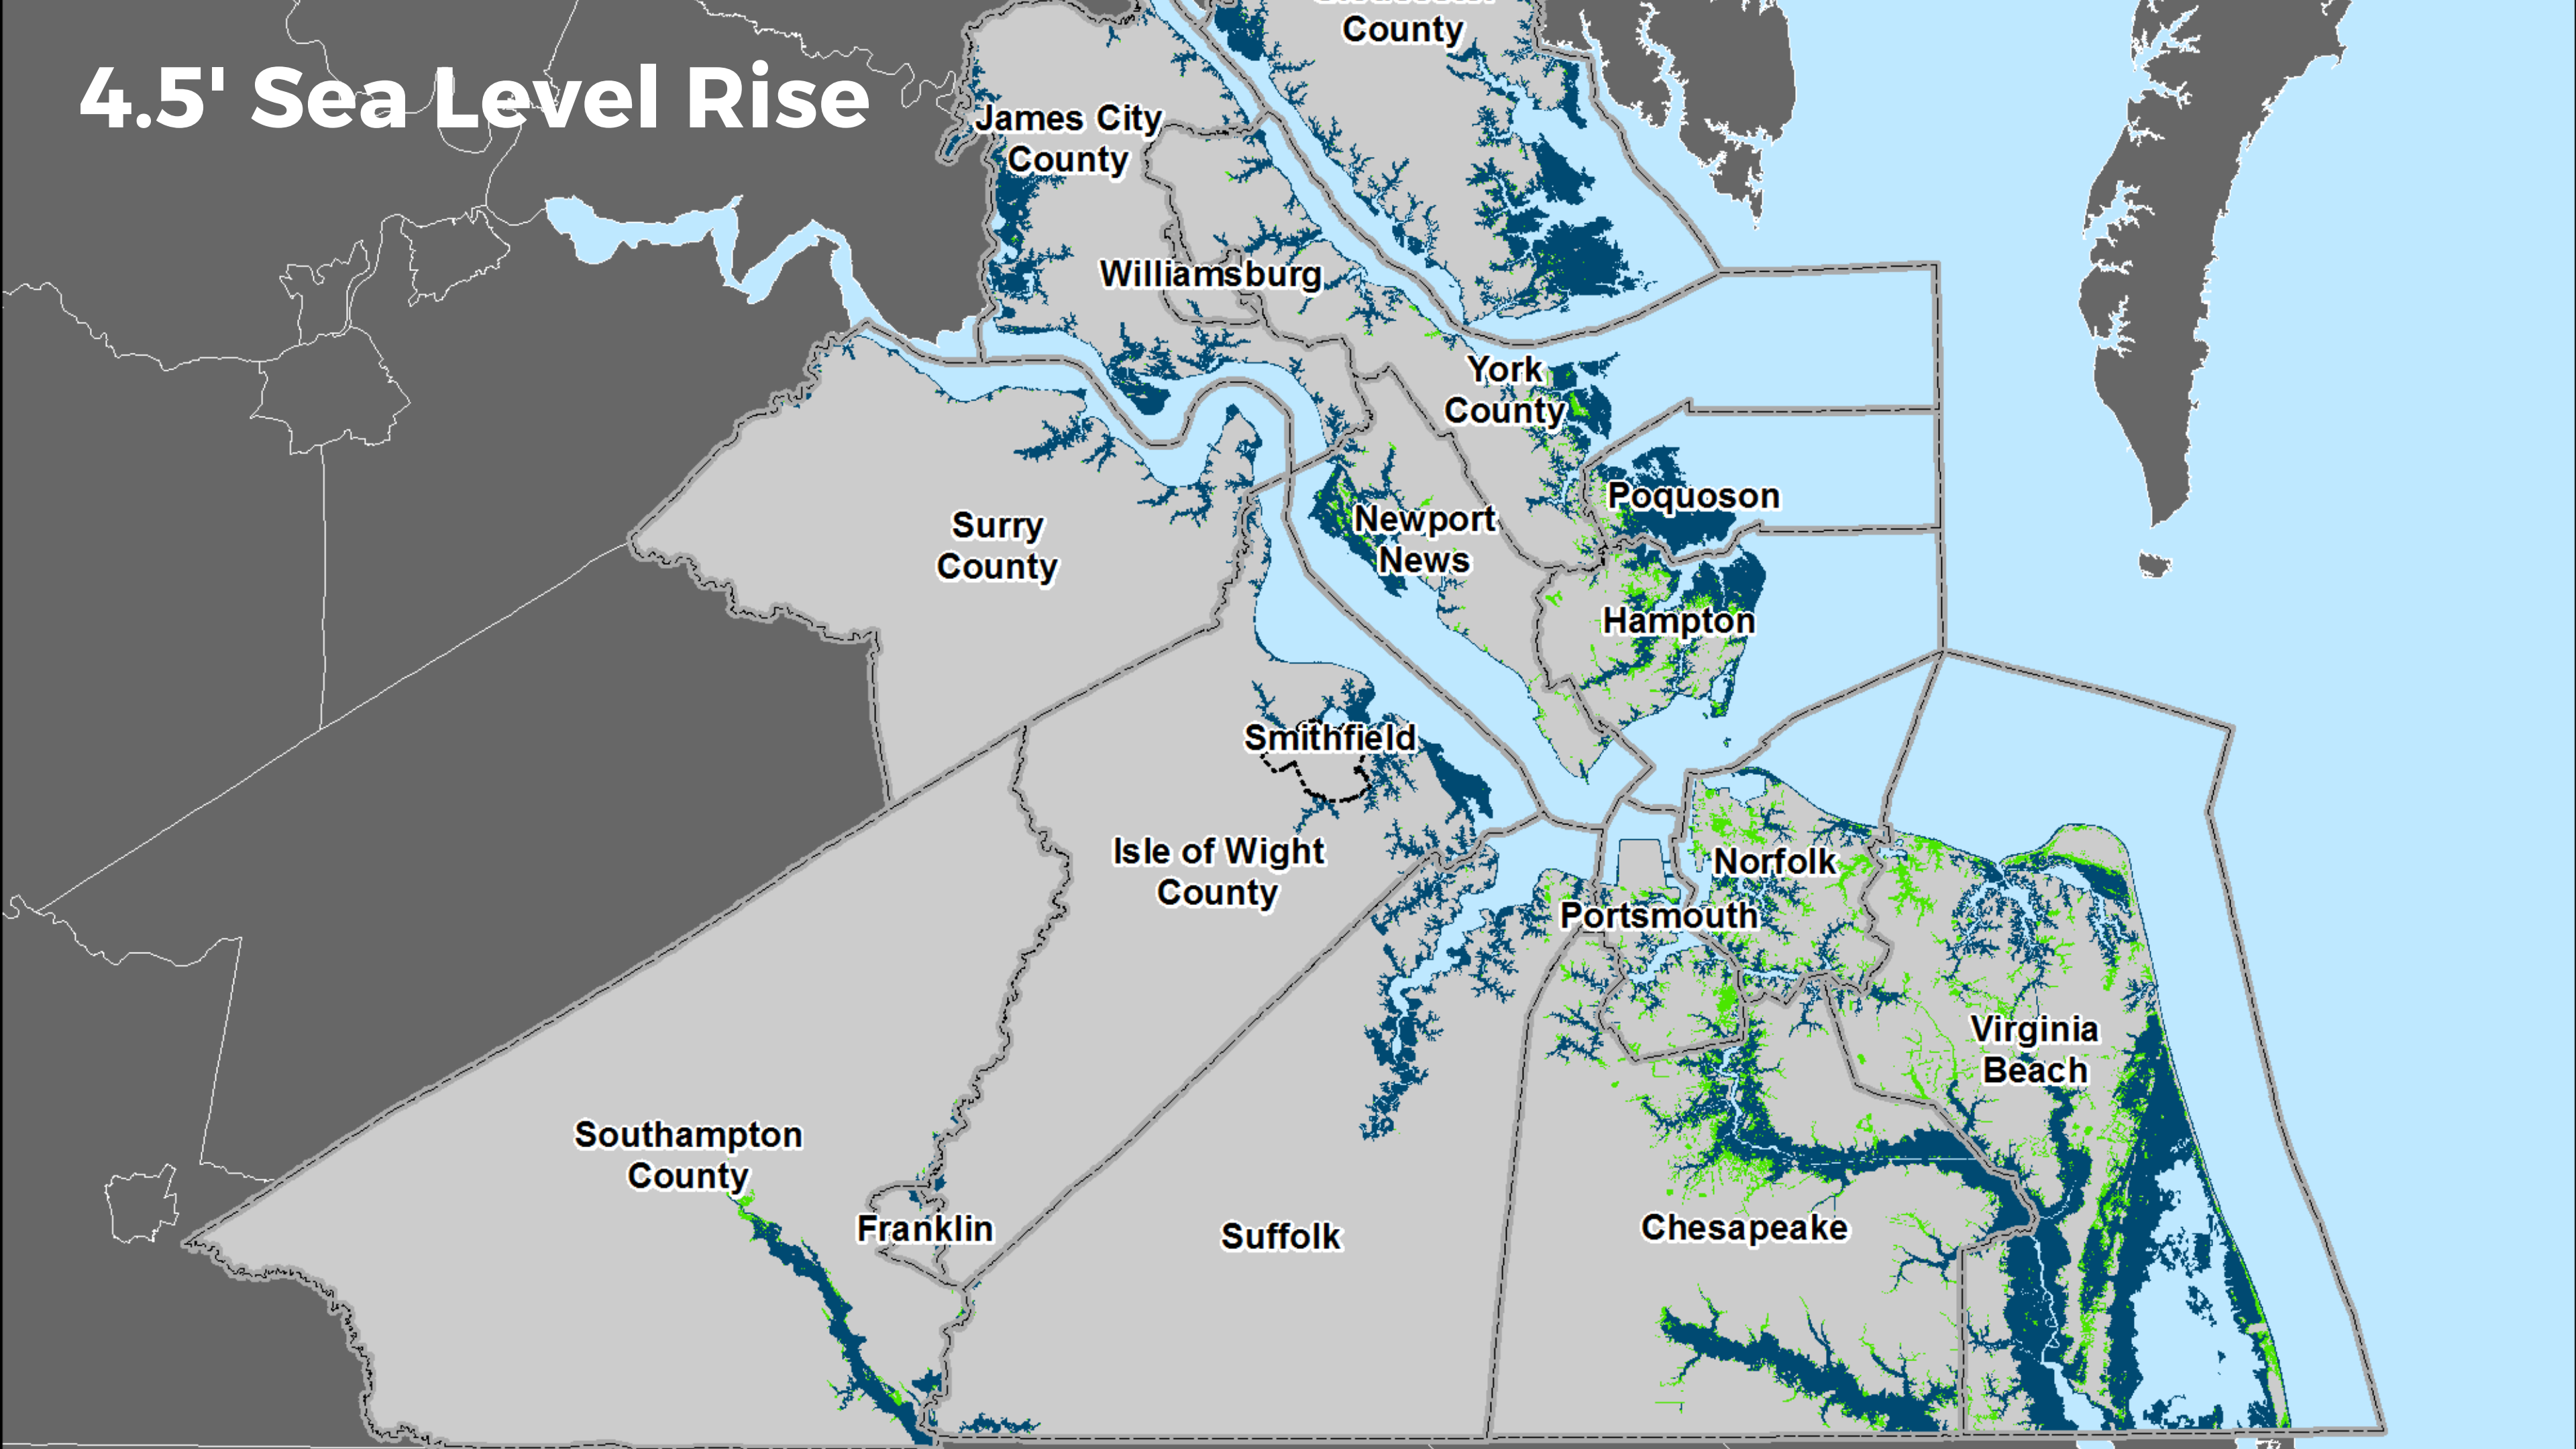 4.5' Sea Level Rise
County
James City
County
Williamsburg
York
County
Poquoson
Newport
News
Surry
County
Hampton
Smithfield
Isle of Wight
County
Norfolk
Portsmouth
Virginia
Beach
Southampton
County
Franklin
Suffolk
Chesapeake